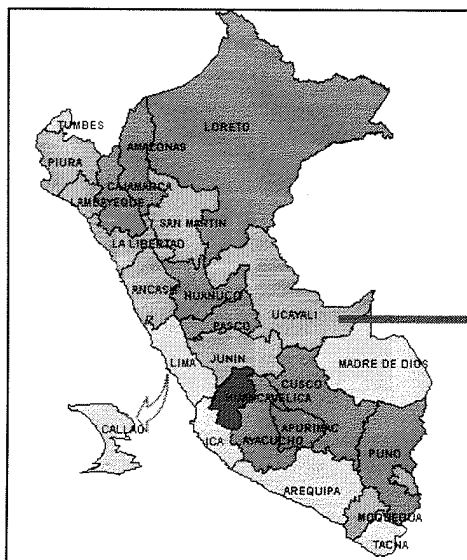 TUMBES
LORETO
PIURA
AMAZONAS
CAJAMARCA
LAMBAYEQUE
SAN MARTIN
LA LIBERTAD
ANCASH
HUANUCO
UCAYALI
PASCO
LIMA
JUNIN
MADRE DE DIOS
CUSCO
HUANCAVELICA
CALLAO
APURIMAC
ICA
AYACUCHO
PUNO
AREQUIPA
MOQUEGUA
TACNA